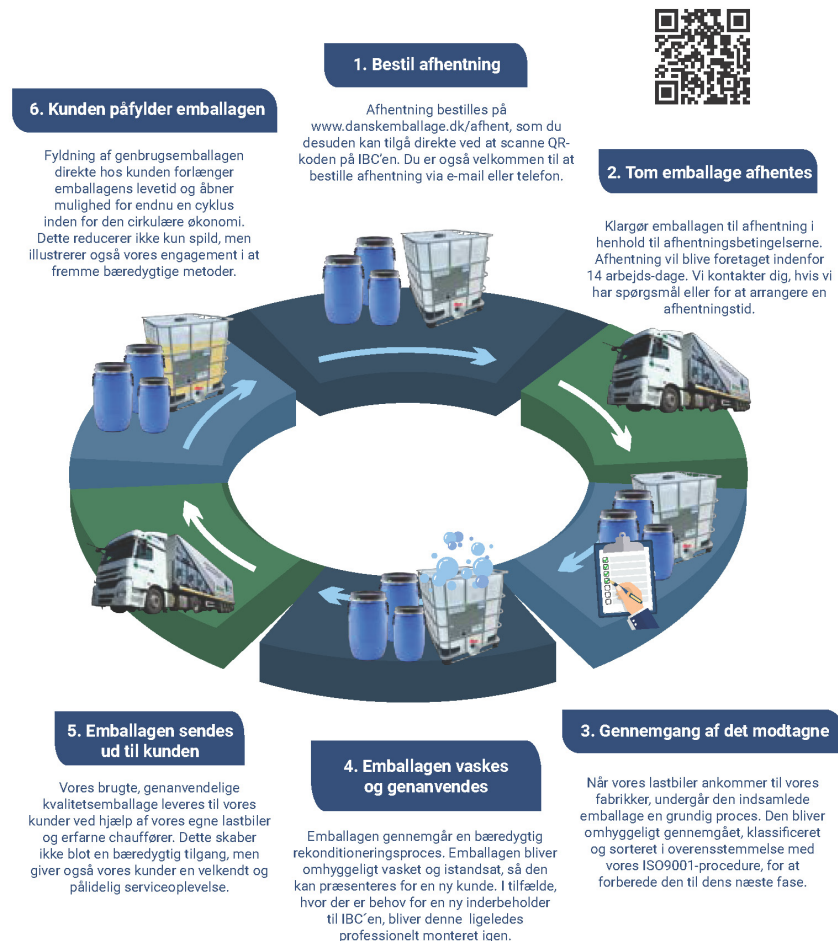 1. Bestil afhentning
Afhentning bestilles på
www.danskemballage.dk/afhent, som du
desuden kan tilgå direkte ved at scanne QR-
koden på IBC'en. Du er også velkommen til at
bestille afhentning via e-mail eller telefon.
2. Tom emballage afhentes
Klargør emballagen til afhentning i
henhold til afhentningsbetingelserne.
Afhentning vil blive foretaget indenfor
14 arbejds-dage. Vi kontakter dig, hvis vi
har spørgsmål eller for at arrangere en
afhentningstid.
3. Gennemgang af det modtagne
Når vores lastbiler ankommer til vores
fabrikker, undergår den indsamlede
emballage en grundig proces. Den bliver
omhyggeligt gennemgået, klassificeret
og sorteret i overensstemmelse med
vores ISO9001-procedure, for at
forberede den til dens næste fase.
4. Emballagen vaskes
og genanvendes
Emballagen gennemgår en bæredygtig
rekonditioneringsproces. Emballagen bliver
omhyggeligt vasket og istandsat, så den
kan præsenteres for en ny kunde. I tilfælde,
hvor der er behov for en ny inderbeholder
til IBC´en, bliver denne ligeledes
professionelt monteret igen.
5. Emballagen sendes
ud til kunden
Vores brugte, genanvendelige
kvalitetsemballage leveres til vores
kunder ved hjælp af vores egne lastbiler
og erfarne chauffører. Dette skaber
ikke blot en bæredygtig tilgang, men
giver også vores kunder en velkendt og
pålidelig serviceoplevelse.
6. Kunden påfylder emballagen
Fyldning af genbrugsemballagen
direkte hos kunden forlænger
emballagens levetid og åbner
mulighed for endnu en cyklus
inden for den cirkulære økonomi.
Dette reducerer ikke kun spild, men
illustrerer også vores engagement i at
fremme bæredygtige metoder.